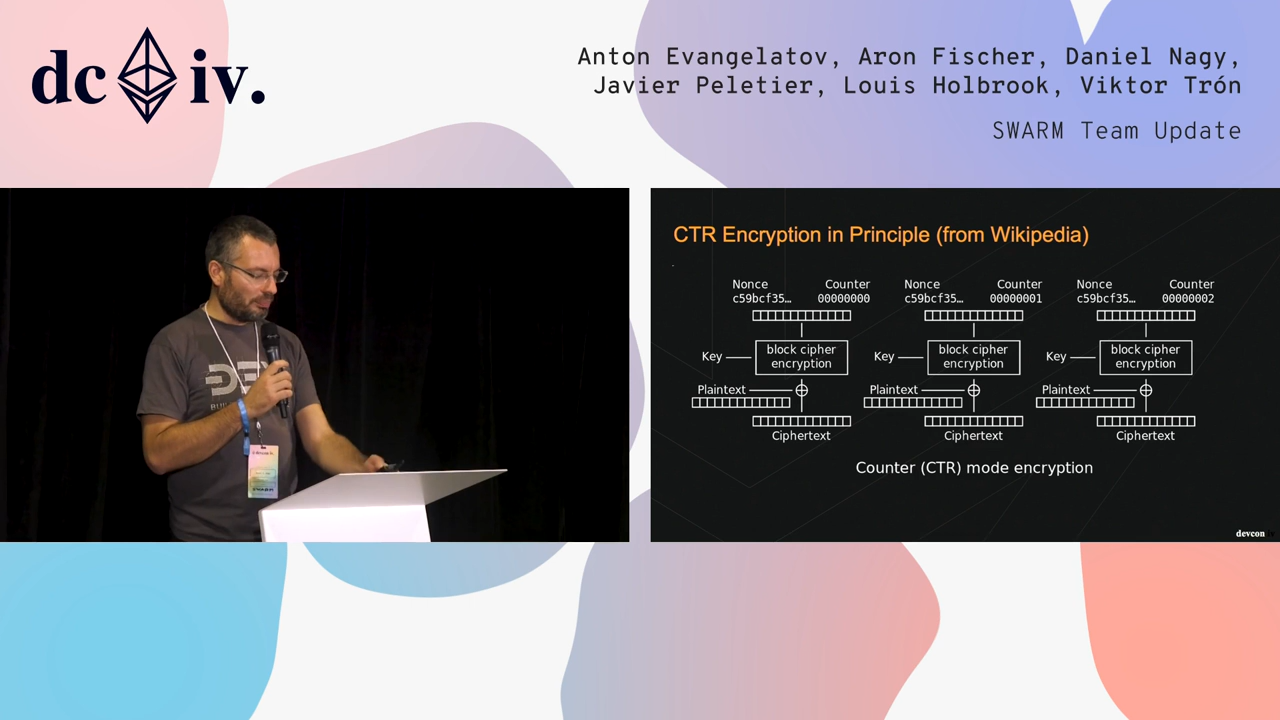 dc iv.
Anton Evangelatov, Aron Fischer, Daniel Nagy,
Javier Peletier, Louis Holbrook, Viktor Trón
SWARM Team Update
CTR Encryption in Principle (from Wikipedia)
Nonce Counter Nonce Counter Nonce Counter
c59bcf35… 00000000 c59bcf35… 00000001 c59bcf35… 00000002
Key block cipher encryption Key block cipher encryption Key block cipher encryption
Plaintext Plaintext Plaintext
Ciphertext Ciphertext Ciphertext
Counter (CTR) mode encryption
devcon